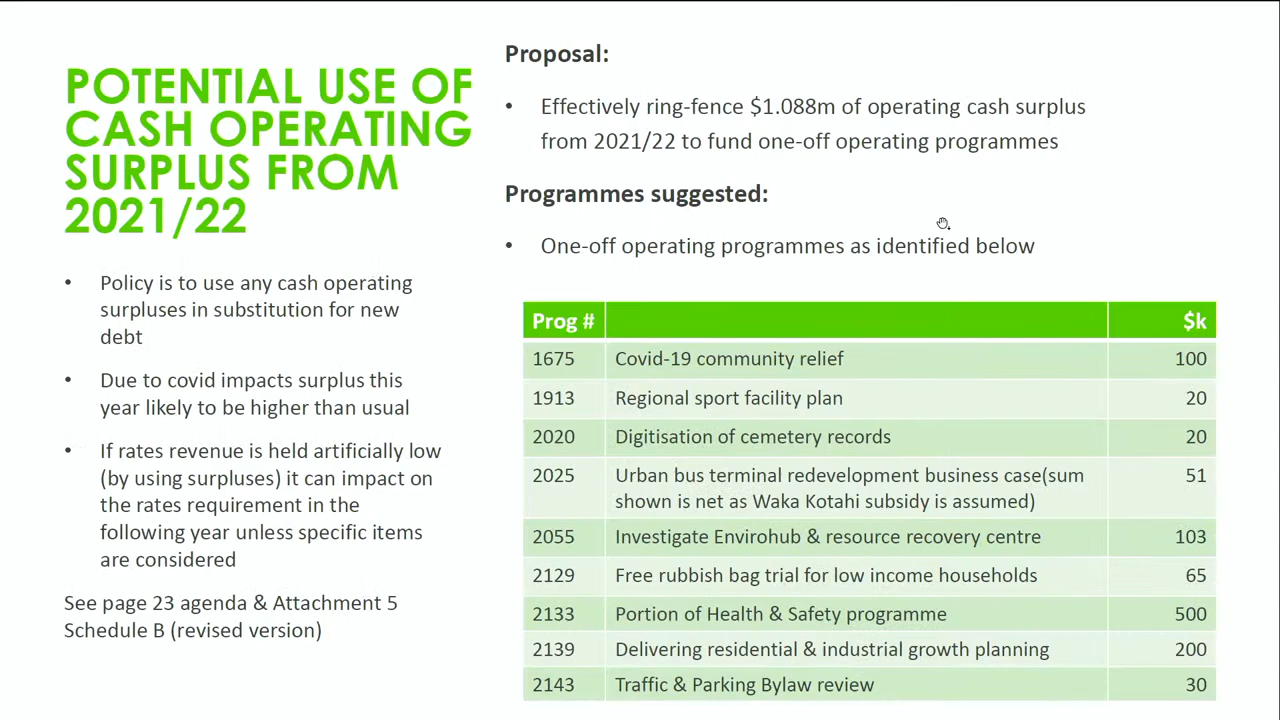 POTENTIAL USE OF
CASH OPERATING
SURPLUS FROM
2021/22
• Policy is to use any cash operating
surpluses in substitution for new
debt
• Due to covid impacts surplus this
year likely to be higher than usual
• If rates revenue is held artificially low
(by using surpluses) it can impact on
the rates requirement in the
following year unless specific items
are considered
See page 23 agenda & Attachment 5
Schedule B (revised version)
Proposal:
• Effectively ring-fence $1.088m of operating cash surplus
from 2021/22 to fund one-off operating programmes
Programmes suggested:
• One-off operating programmes as identified below
Prog # $k
1675 Covid-19 community relief 100
1913 Regional sport facility plan 20
2020 Digitisation of cemetery records 20
2025 Urban bus terminal redevelopment business case(sum 51
shown is net as Waka Kotahi subsidy is assumed)
2055 Investigate Envirohub & resource recovery centre 103
2129 Free rubbish bag trial for low income households 65
2133 Portion of Health & Safety programme 500
2139 Delivering residential & industrial growth planning 200
2143 Traffic & Parking Bylaw review 30